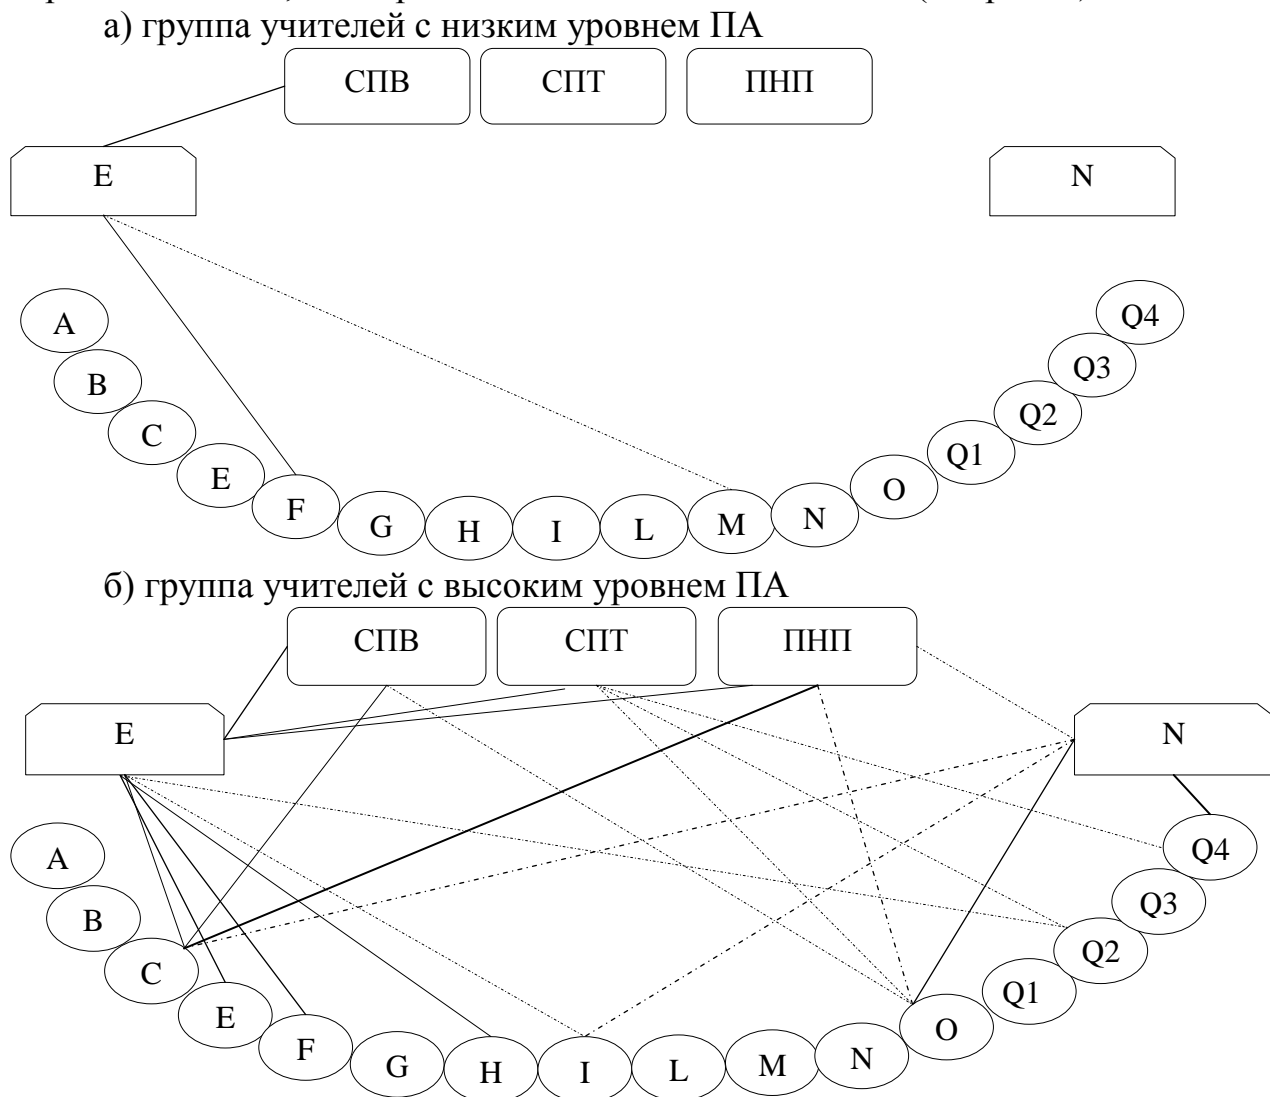 а) группа учителей с низким уровнем ПА
СПВ СПТ ПНП
E N
A B C E F G H I L M N O Q1 Q2 Q3 Q4
б) группа учителей с высоким уровнем ПА
СПВ СПТ ПНП
E N
A B C E F G H I L M N O Q1 Q2 Q3 Q4